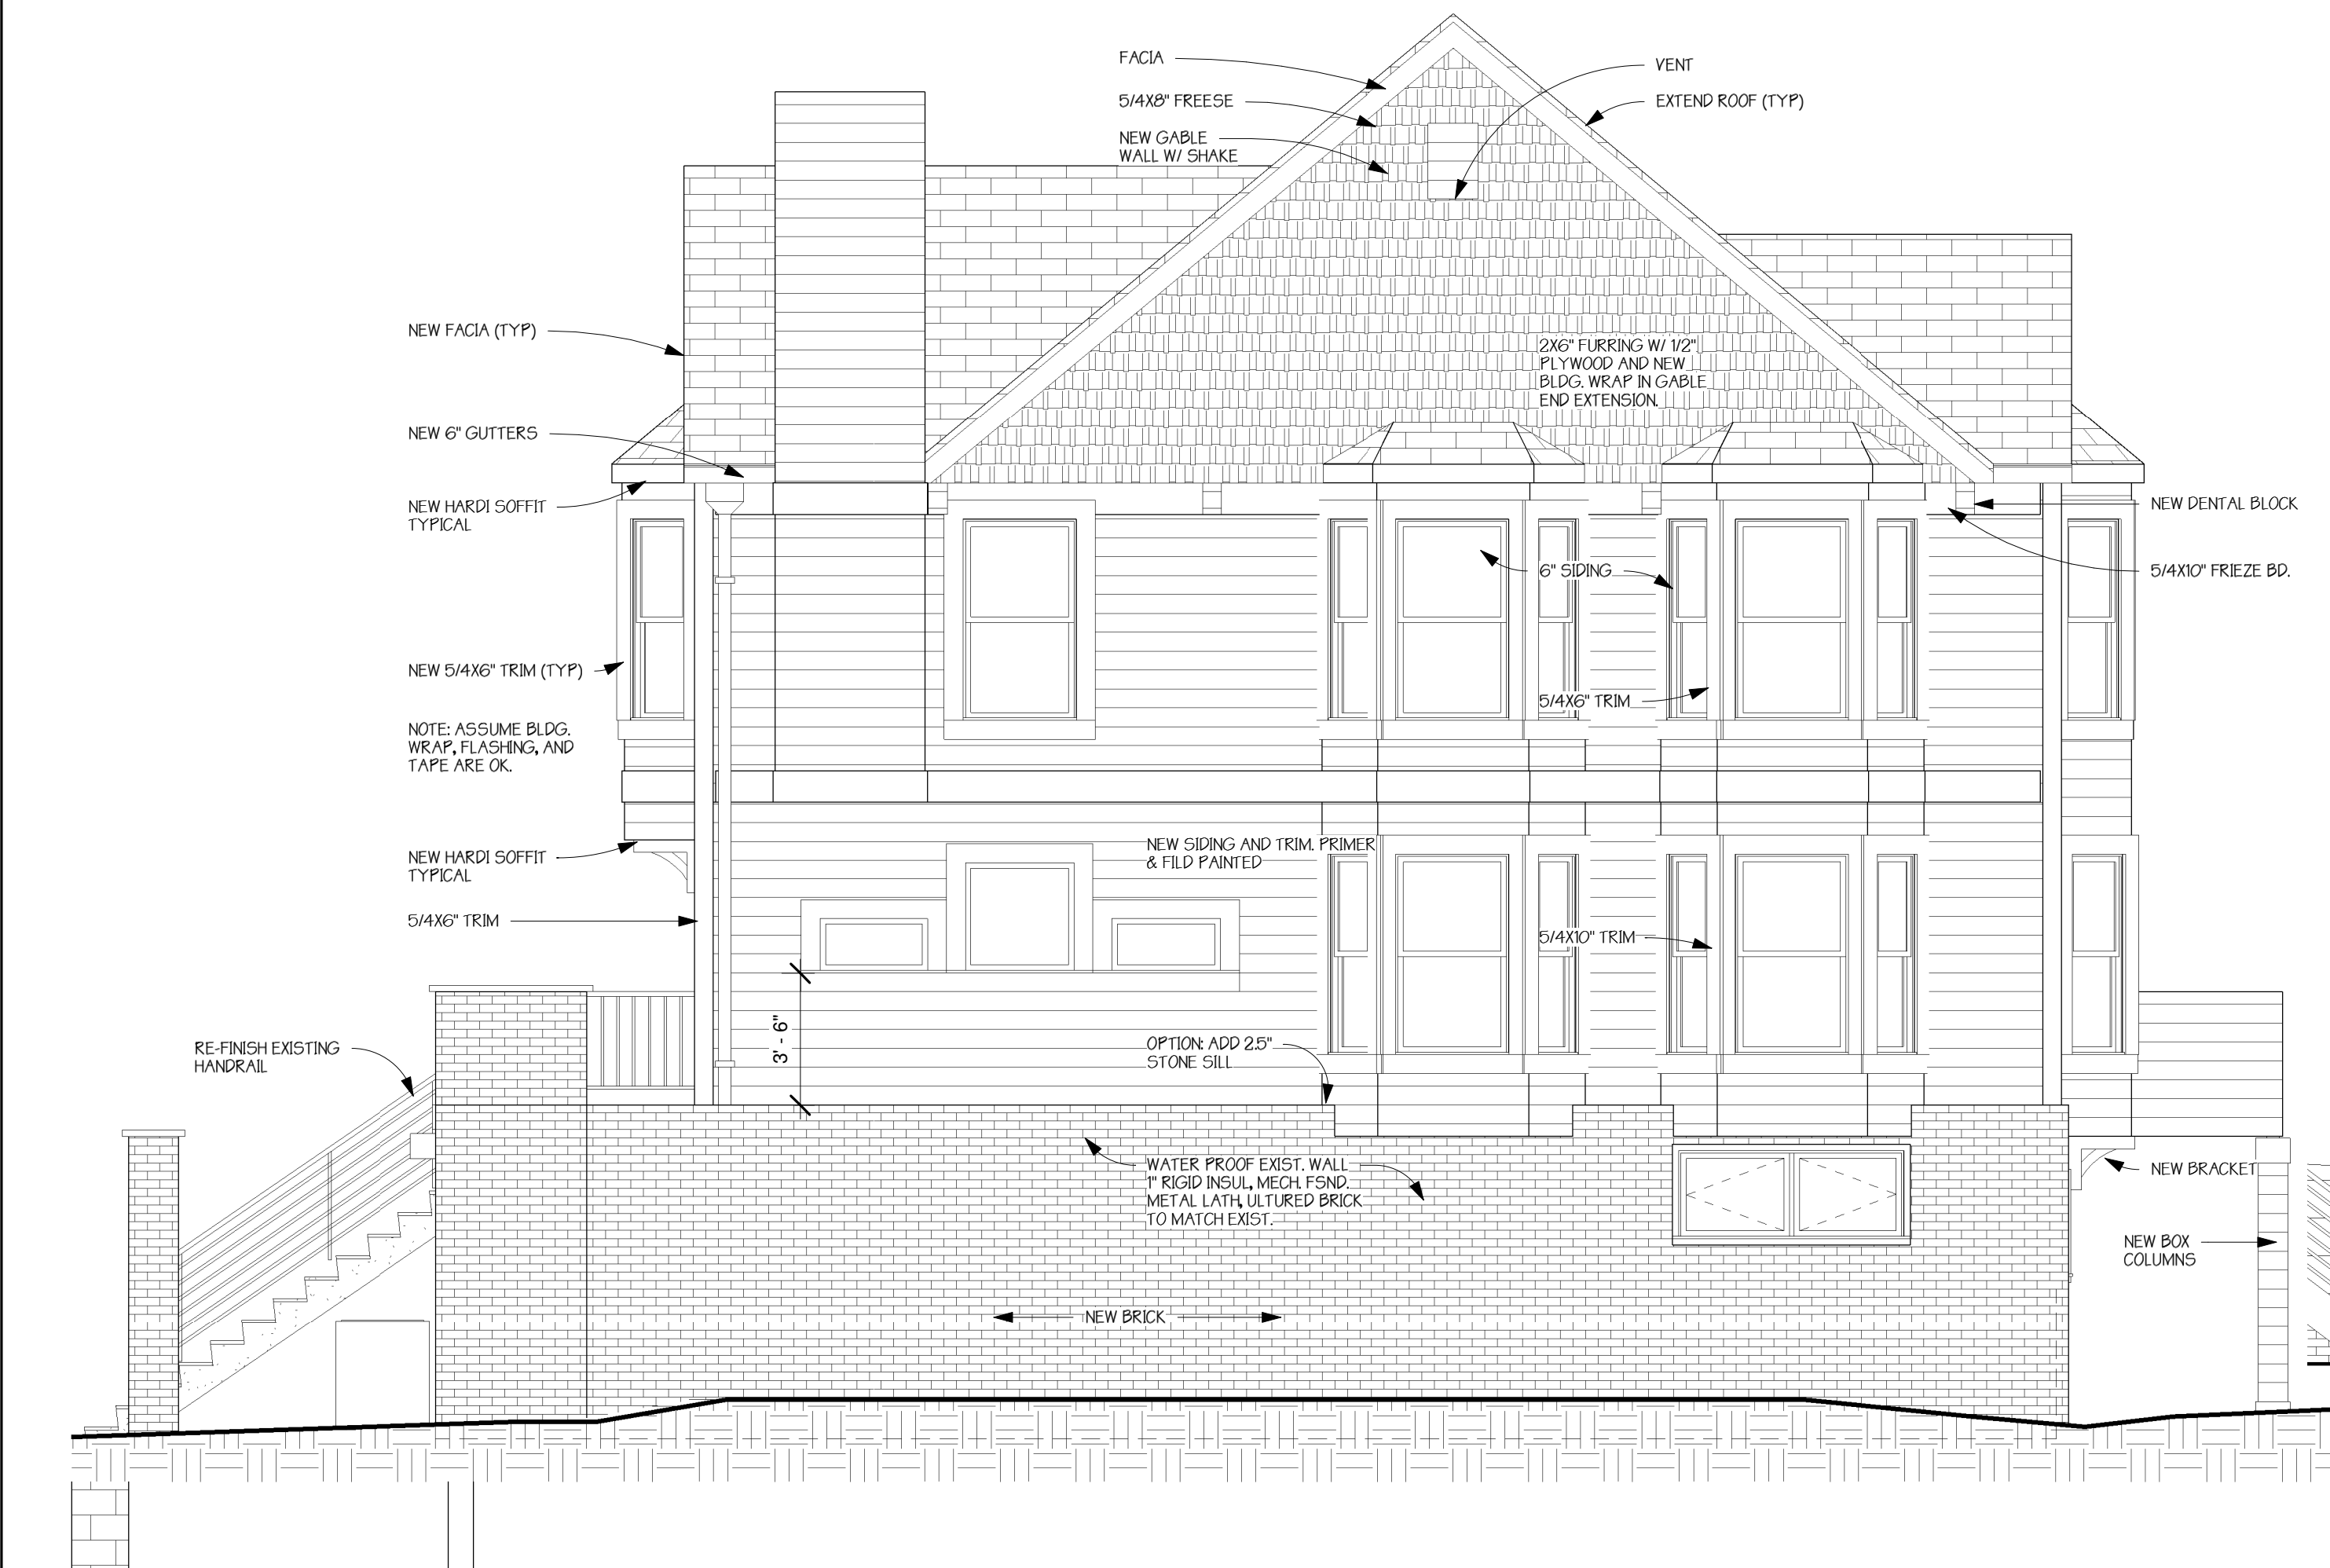 FACIA
VENT
5/4X8" FREESE
EXTEND ROOF (TYP)
NEW GABLE
WALL W/ SHAKE
NEW FACIA (TYP)
2X6" FURRING W/ 1/2"
PLYWOOD AND NEW
BLDG. WRAP IN GABLE
END EXTENSION.
NEW 6" GUTTERS
NEW HARDI SOFFIT
TYPICAL
NEW DENTAL BLOCK
6" SIDING
5/4X10" FRIEZE BD.
NEW 5/4X6" TRIM (TYP)
5/4X6" TRIM
NOTE: ASSUME BLDG.
WRAP, FLASHING, AND
TAPE ARE OK.
NEW SIDING AND TRIM. PRIMER
& FILD PAINTED
NEW HARDI SOFFIT
TYPICAL
5/4X6" TRIM
5/4X10" TRIM
3' - 6"
RE-FINISH EXISTING
HANDRAIL
OPTION: ADD 2.5"
STONE SILL
WATER PROOF EXIST. WALL
1" RIGID INSUL, MECH. FSND.
METAL LATH, ULTURED BRICK
TO MATCH EXIST.
NEW BRACKET
NEW BOX
COLUMNS
NEW BRICK